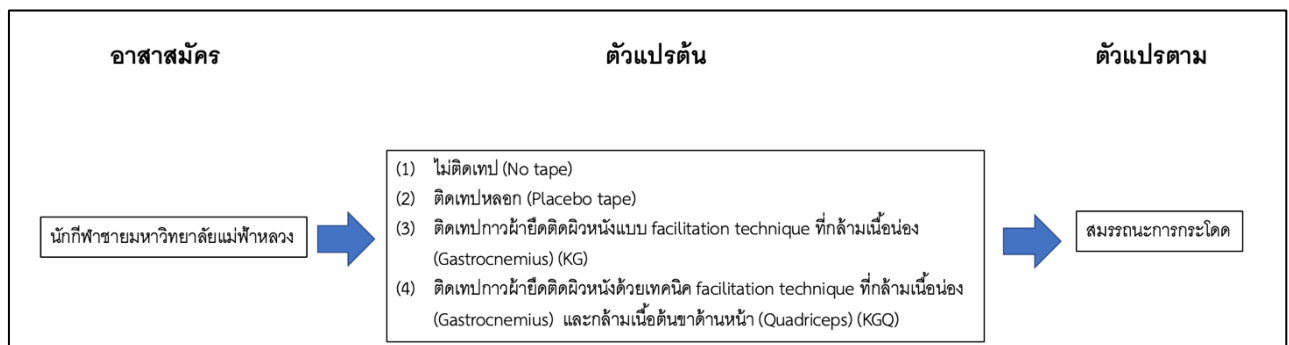 อาสาสมัคร
ตัวแปรต้น
ตัวแปรตาม
นักกีฬาชายมหาวิทยาลัยแม่ฟ้าหลวง
(1) ไม่ติดเทป (No tape)
(2) ติดเทปหลอก (Placebo tape)
(3) ติดเทปกาวผ้ายืดติดผิวหนังแบบ facilitation technique ที่กล้ามเนื้อน่อง
(Gastrocnemius) (KG)
(4) ติดเทปกาวผ้ายืดติดผิวหนังด้วยเทคนิค facilitation technique ที่กล้ามเนื้อน่อง
(Gastrocnemius) และกล้ามเนื้อต้นขาด้านหน้า (Quadriceps) (KGQ)
สมรรถนะการกระโดด